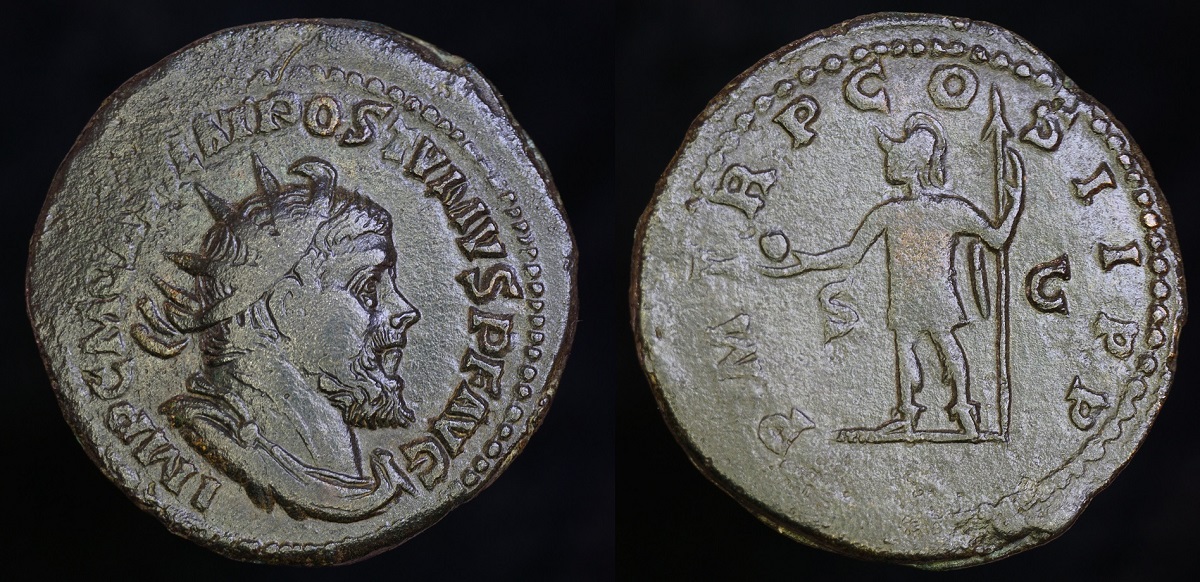 IMP C M POSTVMVS P F AVG
P M TR P COS II P P
S C